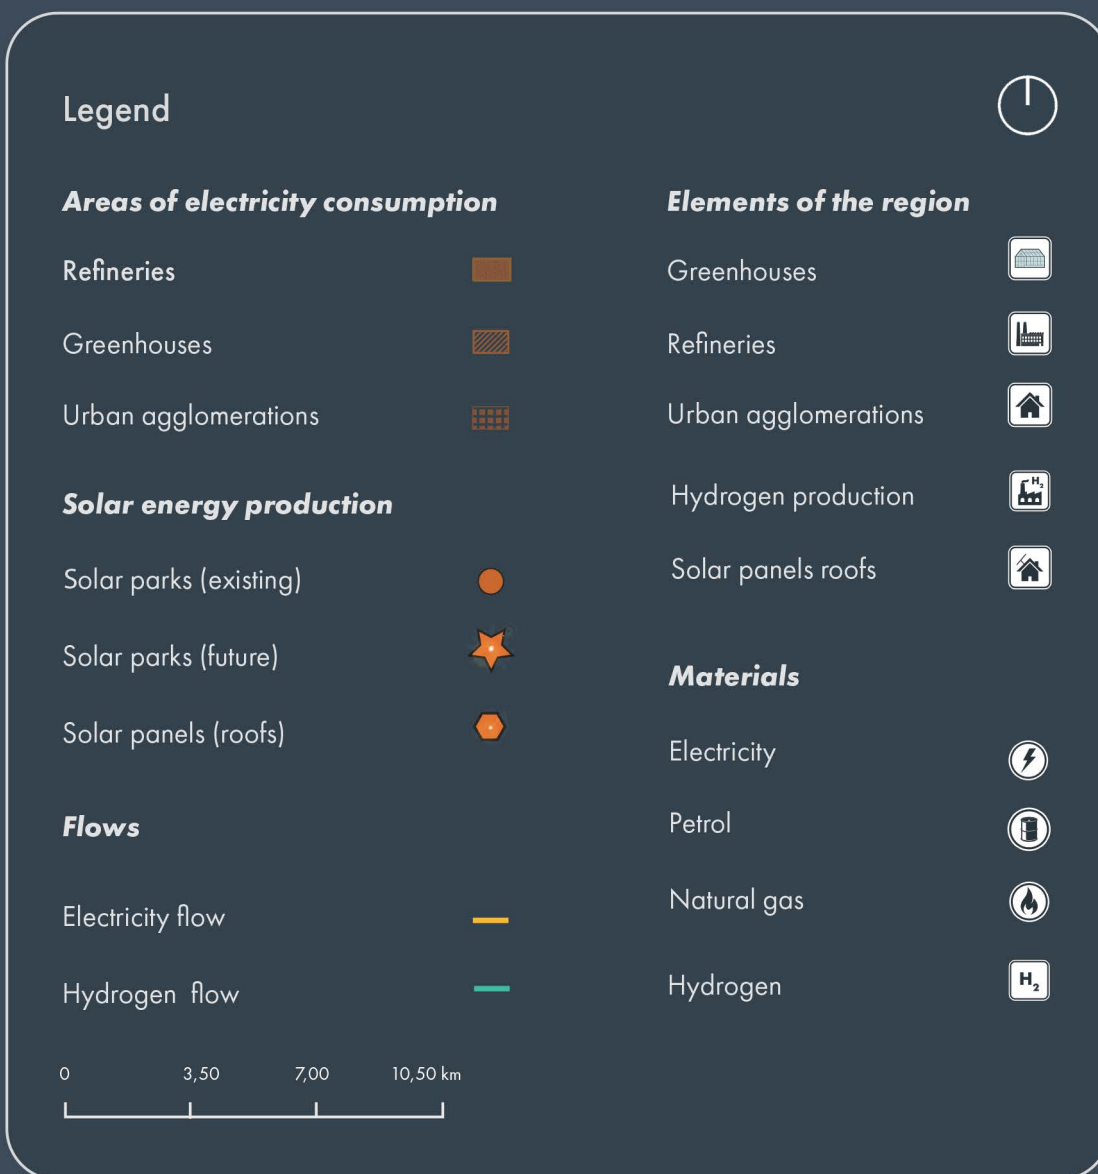 Legend
Areas of electricity consumption
Refineries
Greenhouses
Urban agglomerations
Solar energy production
Solar parks (existing)
Solar parks (future)
Solar panels (roofs)
Flows
Electricity flow
Hydrogen flow
0 3,50 7,00 10,50 km
Elements of the region
Greenhouses
Refineries
Urban agglomerations
Hydrogen production
H₂
Solar panels roofs
Materials
Electricity
Petrol
Natural gas
Hydrogen
H₂